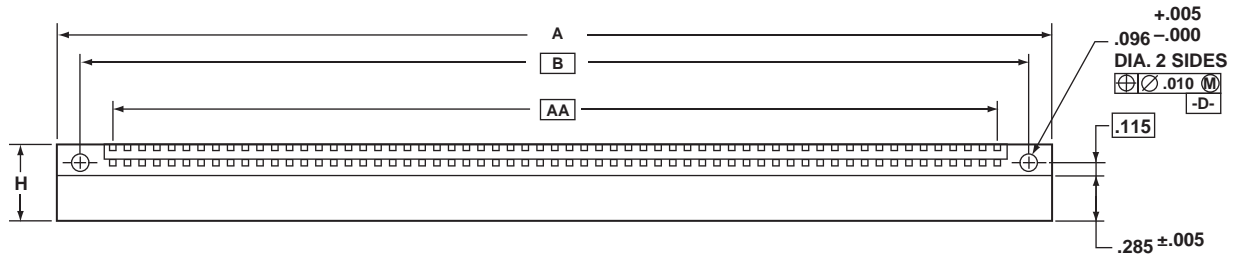 A
B
AA
H
+.005
.096 –.000
DIA. 2 SIDES
⌖ ⌀ .010 Ⓜ
-D-
.115
.285 ±.005